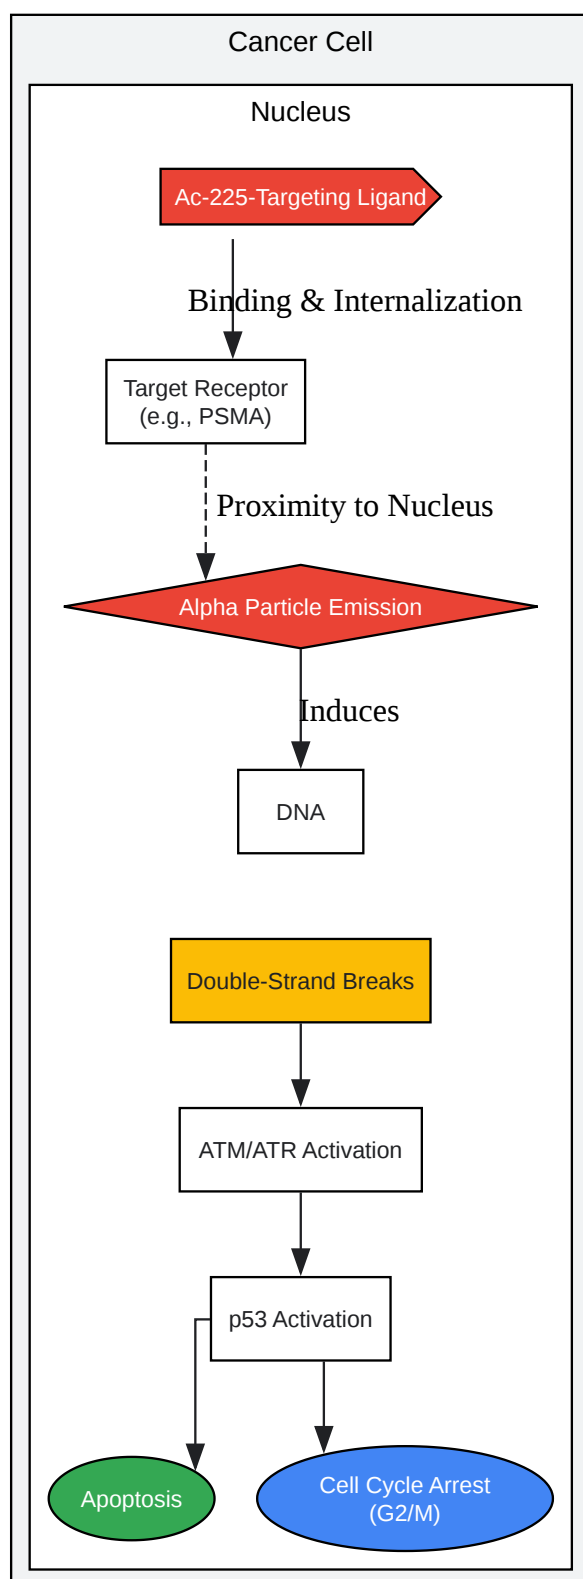 Cancer Cell
Nucleus
Ac-225-Targeting Ligand
Binding & Internalization
Target Receptor
(e.g., PSMA)
Proximity to Nucleus
Alpha Particle Emission
Induces
DNA
Double-Strand Breaks
ATM/ATR Activation
p53 Activation
Apoptosis
Cell Cycle Arrest
(G2/M)